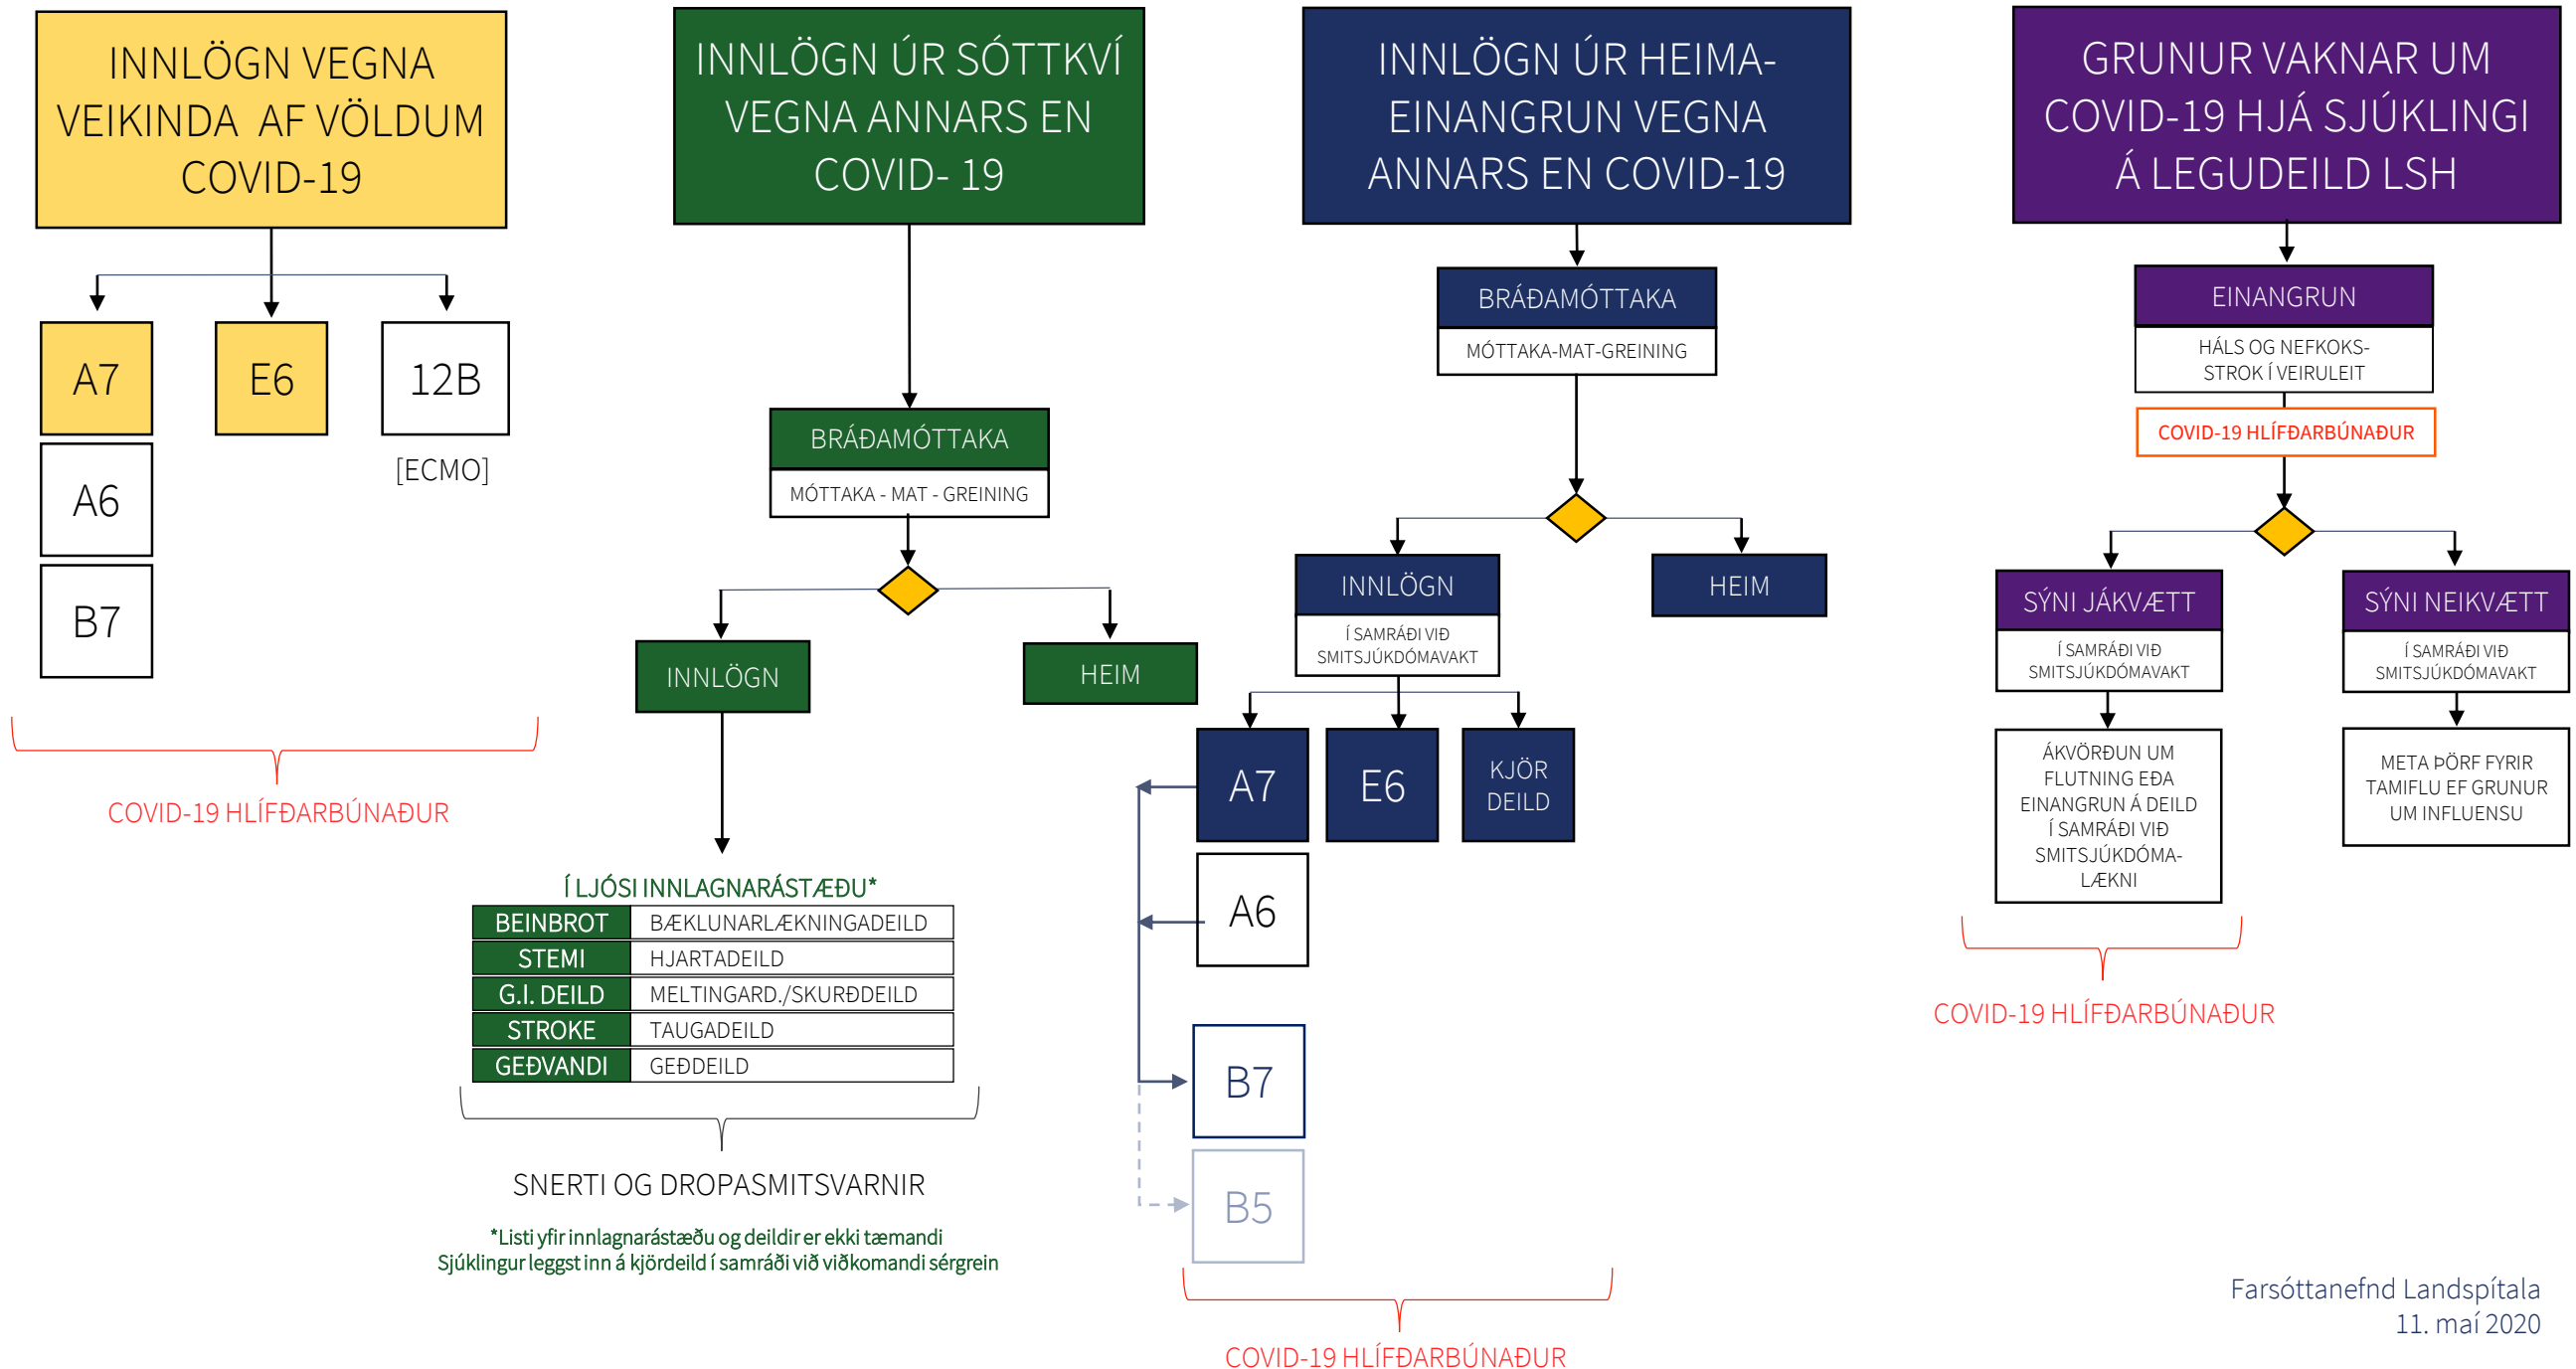 INNLÖGN VEGNA
VEIKINDA AF VÖLDUM
COVID-19
A7
E6
12B
[ECMO]
A6
B7
COVID-19 HLÍFÐARBÚNAÐUR
INNLÖGN ÚR SÓTTKVÍ
VEGNA ANNARS EN
COVID- 19
BRÁÐAMÓTTAKA
MÓTTAKA - MAT - GREINING
INNLÖGN
HEIM
Í LJÓSI INNLAGNARÁSTÆÐU*
BEINBROT BÆKLUNARLÆKNINGADEILD
STEMI HJARTADEILD
G.I. DEILD MELTINGARD./SKURÐDEILD
STROKE TAUGADEILD
GEÐVANDI GEÐDEILD
SNERTI OG DROPASMITSVARNIR
*Listi yfir innlagnarástæðu og deildir er ekki tæmandi
Sjúklingur leggst inn á kjördeild í samráði við viðkomandi sérgrein
INNLÖGN ÚR HEIMA-
EINANGRUN VEGNA
ANNARS EN COVID-19
BRÁÐAMÓTTAKA
MÓTTAKA-MAT-GREINING
INNLÖGN
Í SAMRÁÐI VIÐ
SMITSJÚKDÓMAVAKT
HEIM
A7
E6
KJÖR
DEILD
A6
B7
B5
COVID-19 HLÍFÐARBÚNAÐUR
GRUNUR VAKNAR UM
COVID-19 HJÁ SJÚKLINGI
Á LEGUDEILD LSH
EINANGRUN
HÁLS OG NEFKOKS-
STROK Í VEIRULEIT
COVID-19 HLÍFÐARBÚNAÐUR
SÝNI JÁKVÆTT
Í SAMRÁÐI VIÐ
SMITSJÚKDÓMAVAKT
ÁKVÖRÐUN UM
FLUTNING EÐA
EINANGRUN Á DEILD
Í SAMRÁÐI VIÐ
SMITSJÚKDÓMA-
LÆKNI
SÝNI NEIKVÆTT
Í SAMRÁÐI VIÐ
SMITSJÚKDÓMAVAKT
META ÞÖRF FYRIR
TAMIFLU EF GRUNUR
UM INFLUENSU
COVID-19 HLÍFÐARBÚNAÐUR
Farsóttanefnd Landspítala
11. maí 2020